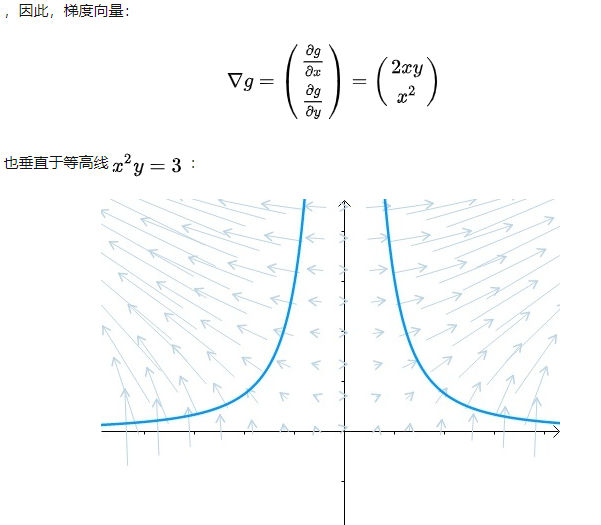 ，因此，梯度向量：
∇g = (∂g/∂x ∂g/∂y) = (2xy x²)
也垂直于等高线 x²y = 3 ：